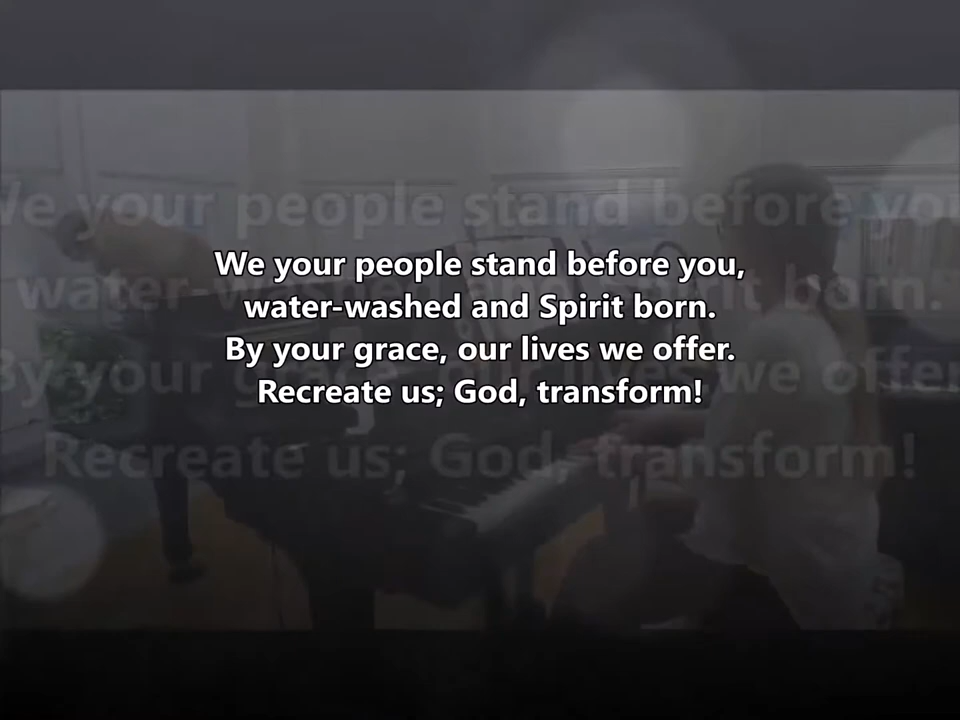 We your people stand before you,
water-washed and Spirit born.
By your grace, our lives we offer.
Recreate us; God, transform!